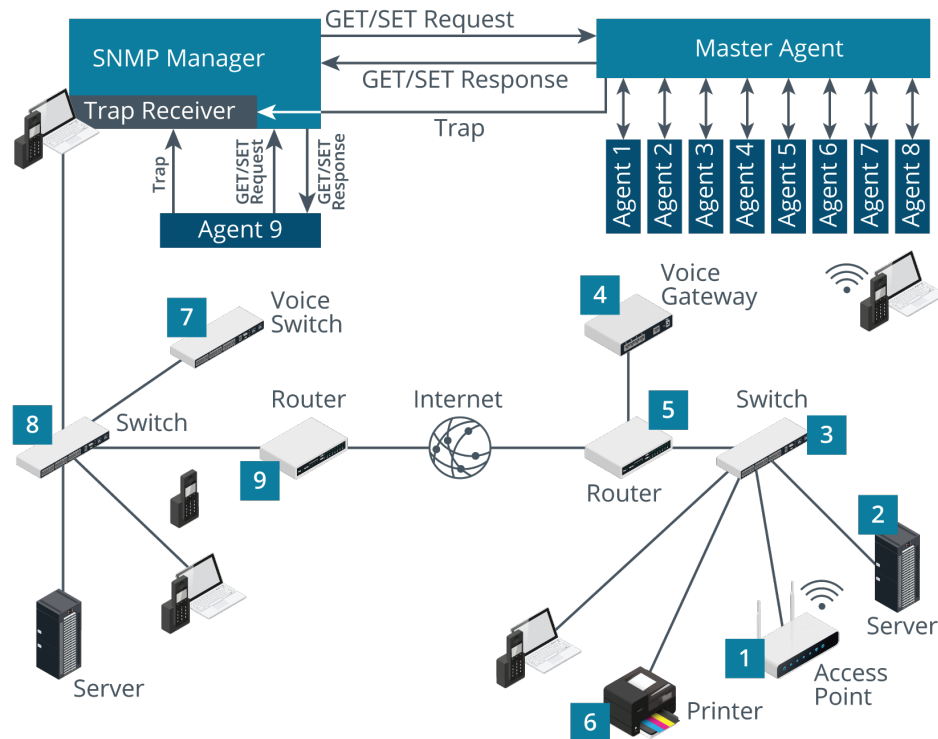 GET/SET Request
SNMP Manager
Master Agent
GET/SET Response
Trap Receiver
Trap
Trap
GET/SET
Request
GET/SET
Response
Agent 9
Agent 1
Agent 2
Agent 3
Agent 4
Agent 5
Agent 6
Agent 7
Agent 8
7
Voice
Switch
4
Voice
Gateway
8
Switch
Router
9
Internet
5
Router
Switch
3
2
Server
Server
1
Access
Point
6
Printer